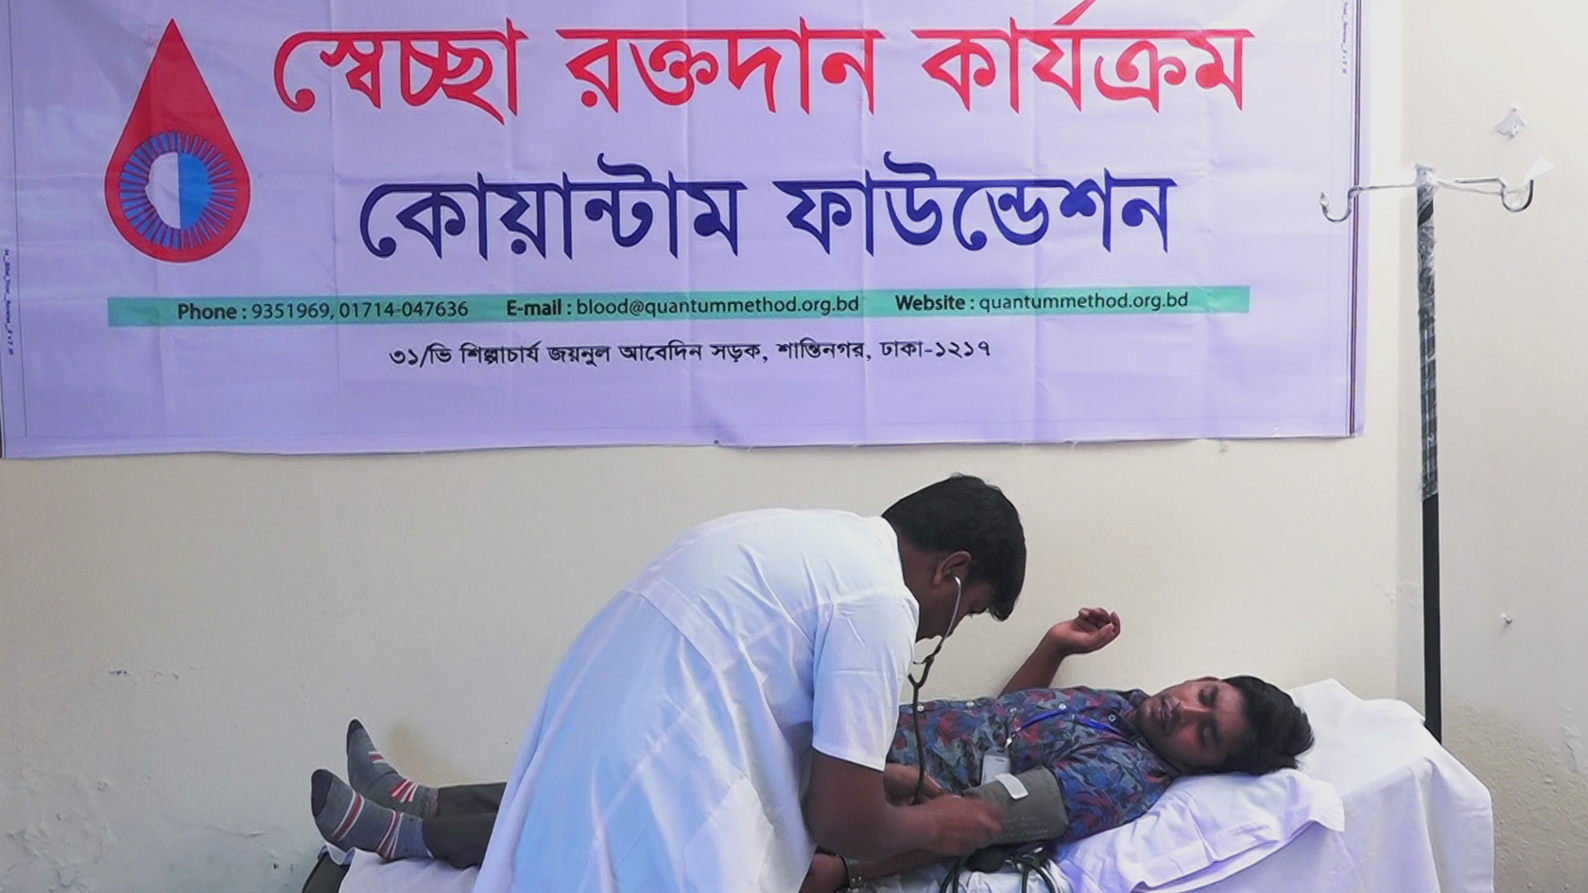 স্বেচ্ছা রক্তদান কার্যক্রম
কোয়ান্টাম ফাউন্ডেশন
Phone : 9351969, 01714-047636 E-mail : blood@quantummethod.org.bd Website : quantummethod.org.bd
৩১/ভি শিল্পাচার্য জয়নুল আবেদিন সড়ক, শান্তিনগর, ঢাকা-১২১৭